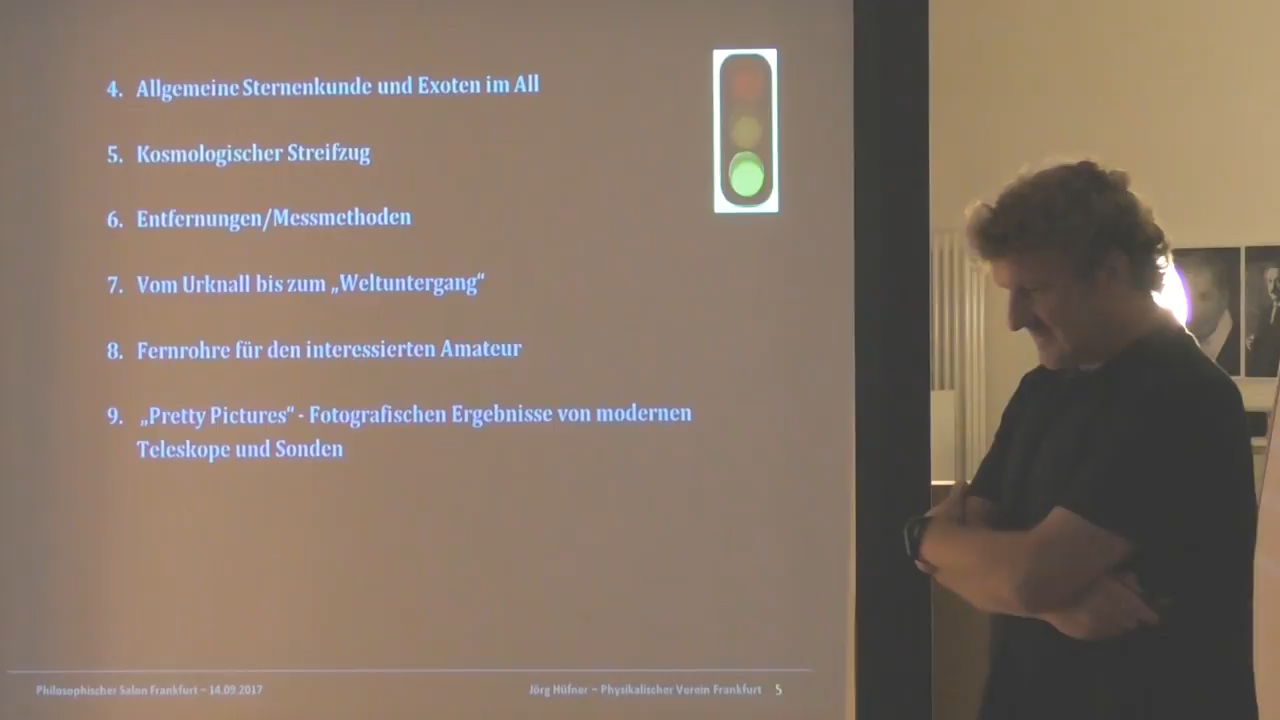 4. Allgemeine Sternenkunde und Exoten im All
5. Kosmologischer Streifzug
6. Entfernungen/Messmethoden
7. Vom Urknall bis zum „Weltuntergang“
8. Fernrohre für den interessierten Amateur
9. „Pretty Pictures“ - Fotografischen Ergebnisse von modernen
Teleskope und Sonden
Philosophischer Salon Frankfurt – 14.09.2017
Jörg Hüfner – Physikalischer Verein Frankfurt 5